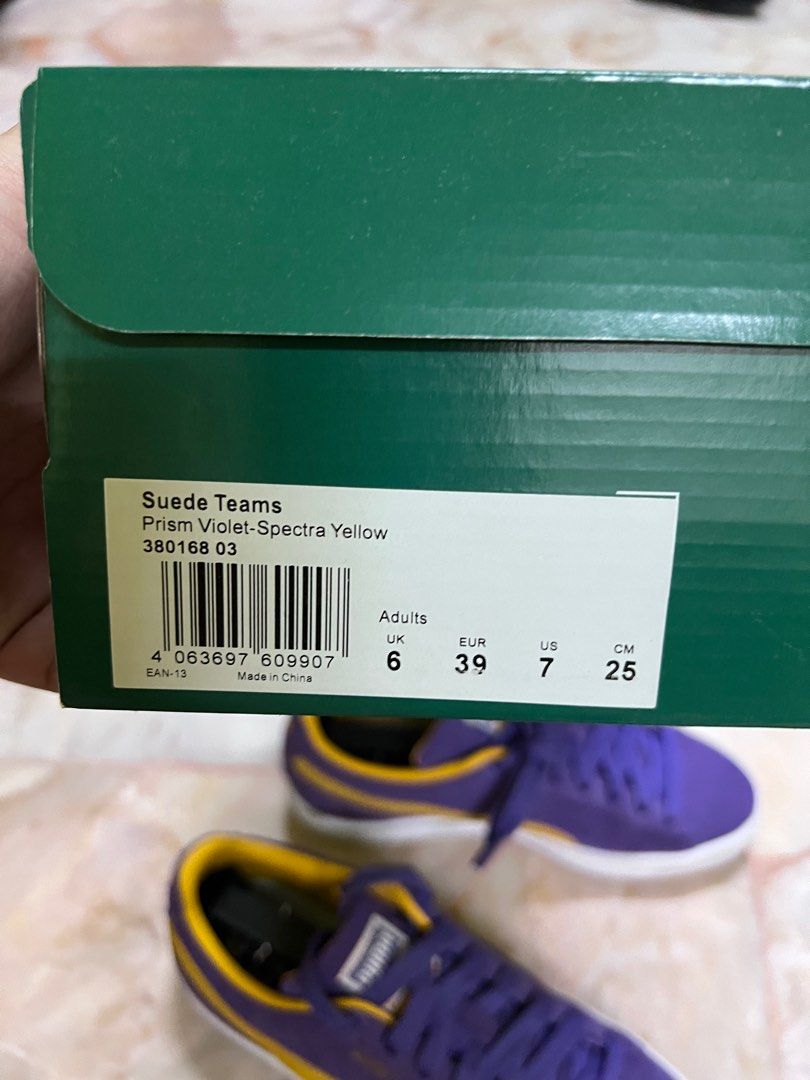 Suede Teams
Prism Violet-Spectra Yellow
380168 03
4 063697 609907
EAN-13 Made in China
Adults
UK EUR US CM
6 39 7 25